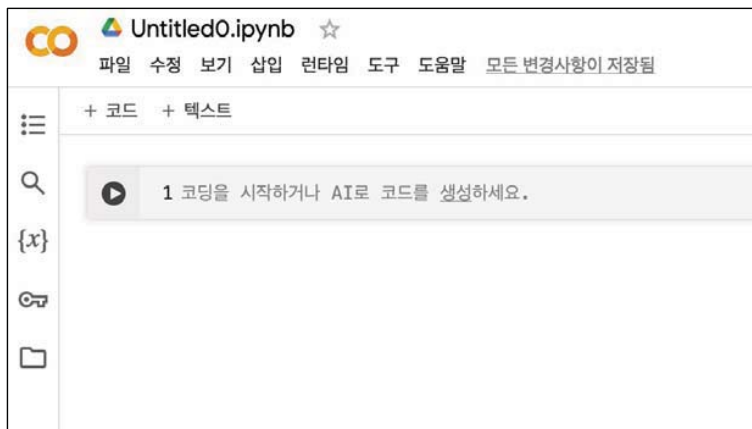 Untitled0.ipynb
파일 수정 보기 삽입 런타임 도구 도움말 모든 변경사항이 저장됨
+ 코드 + 텍스트
1 코딩을 시작하거나 AI로 코드를 생성하세요.
{x}